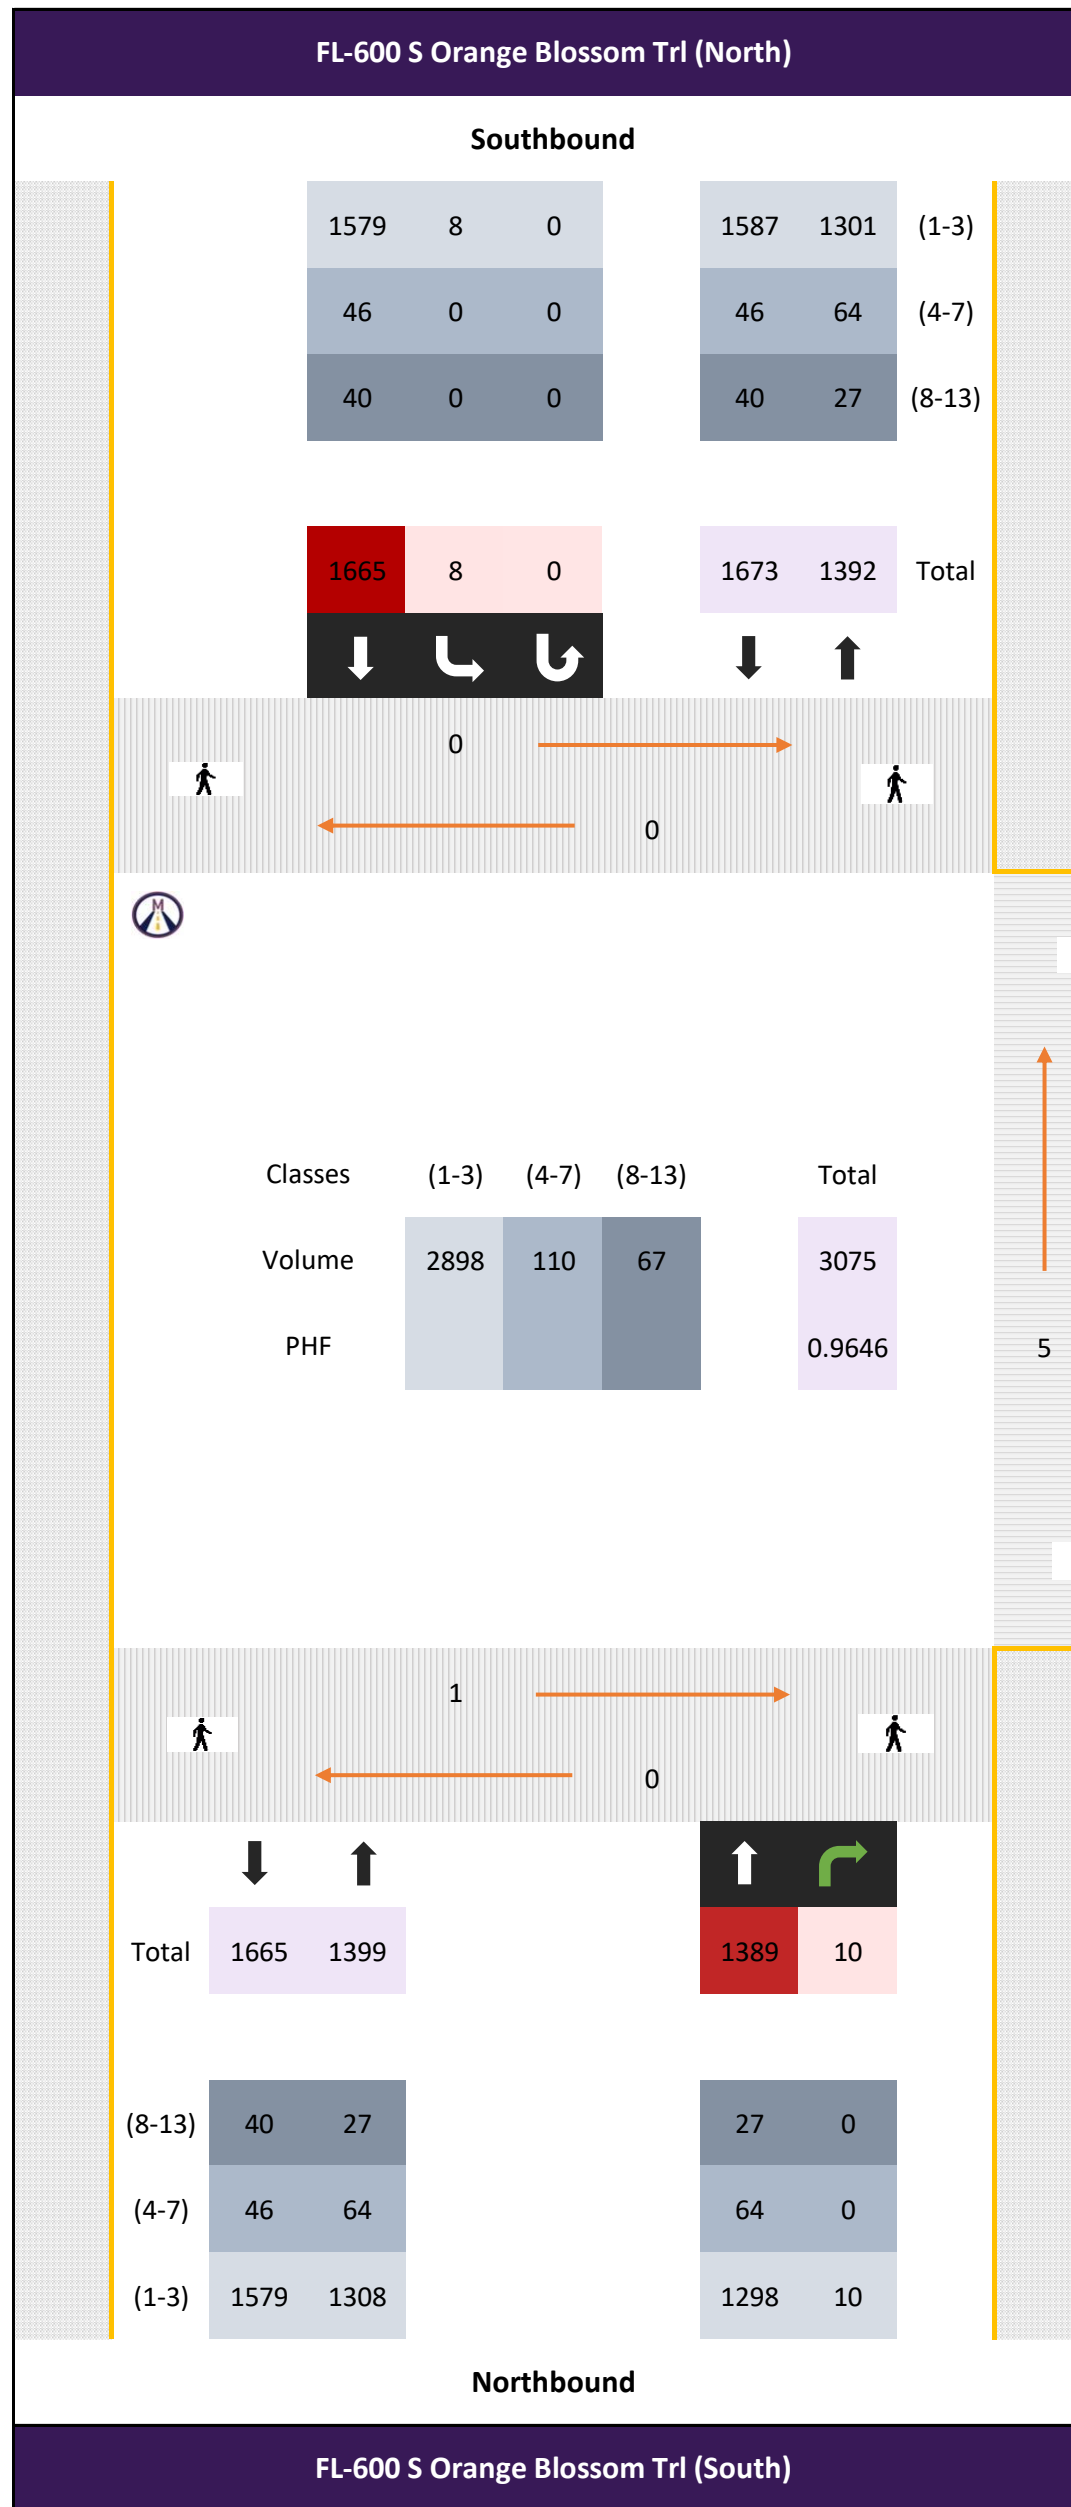 FL-600 S Orange Blossom Trl (North)
Southbound
1579 8 0 1587 1301 (1-3)
46 0 0 46 64 (4-7)
40 0 0 40 27 (8-13)
1665 8 0 1673 1392 Total
0
0
M
Classes (1-3) (4-7) (8-13) Total
Volume 2898 110 67 3075
PHF 0.9646 5
1
0
Total 1665 1399 1389 10
(8-13) 40 27 27 0
(4-7) 46 64 64 0
(1-3) 1579 1308 1298 10
Northbound
FL-600 S Orange Blossom Trl (South)